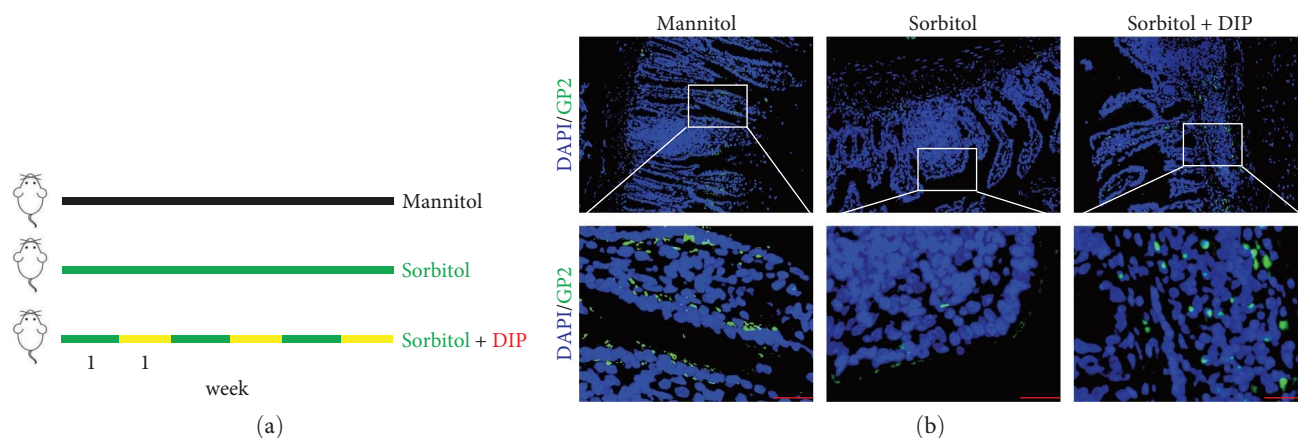 Mannitol
Sorbitol
Sorbitol + DIP
1 1
week
(a)
Mannitol Sorbitol Sorbitol + DIP
DAPI/GP2
DAPI/GP2
(b)